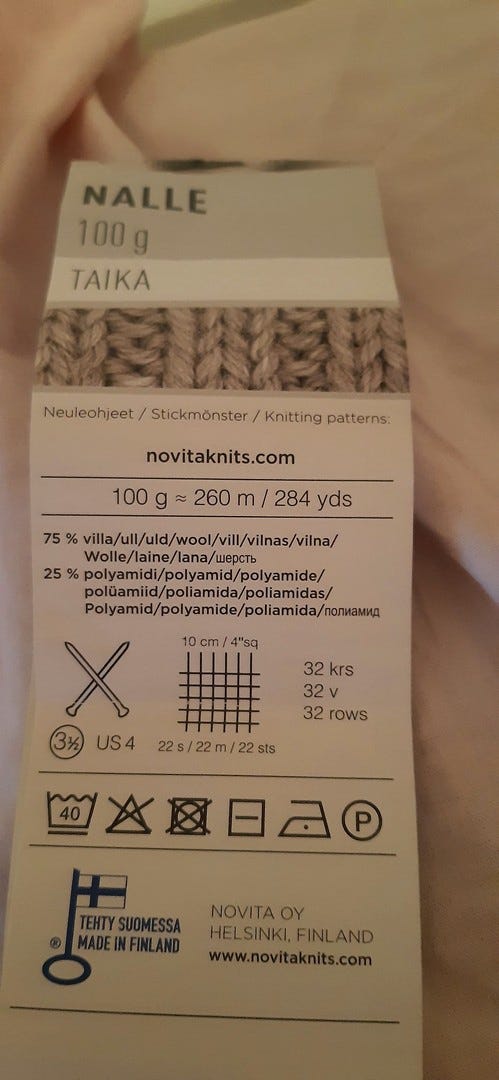 NALLE
100 g
TAIKA
Neuleohjeet / Stickmönster / Knitting patterns:
novitaknits.com
100 g ≈ 260 m / 284 yds
75 % villa/ull/uld/wool/vill/vilnas/vilna/
Wolle/laine/lana/шерсть
25 % polyamidi/polyamid/polyamide/
polüamiid/poliamida/poliamidas/
Polyamid/polyamide/poliamida/полиамид
10 cm / 4"sq
32 krs
32 v
32 rows
3½ US 4
22 s / 22 m / 22 sts
40
P
TEHTY SUOMESSA
® MADE IN FINLAND
NOVITA OY
HELSINKI, FINLAND
www.novitaknits.com